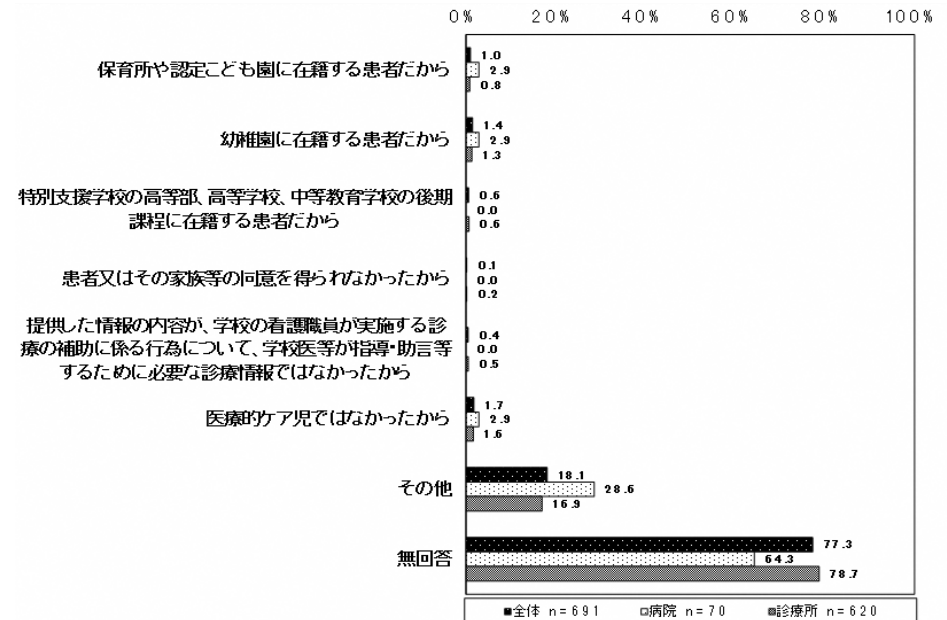 0% 20% 40% 60% 80% 100%
保育所や認定こども園に在籍する患者だから
1.0
2.9
0.8
幼稚園に在籍する患者だから
1.4
2.9
1.3
特別支援学校の高等部、高等学校、中等教育学校の後期
課程に在籍する患者だから
0.6
0.0
0.6
患者又はその家族等の同意を得られなかったから
0.1
0.0
0.2
提供した情報の内容が、学校の看護職員が実施する診
療の補助に係る行為について、学校医等が指導・助言等
するために必要な診療情報ではなかったから
0.4
0.0
0.5
医療的ケア児ではなかったから
1.7
2.9
1.6
その他
18.1
28.6
16.9
無回答
77.3
64.3
78.7
■全体 n=691 □病院 n=70 ■診療所 n=620